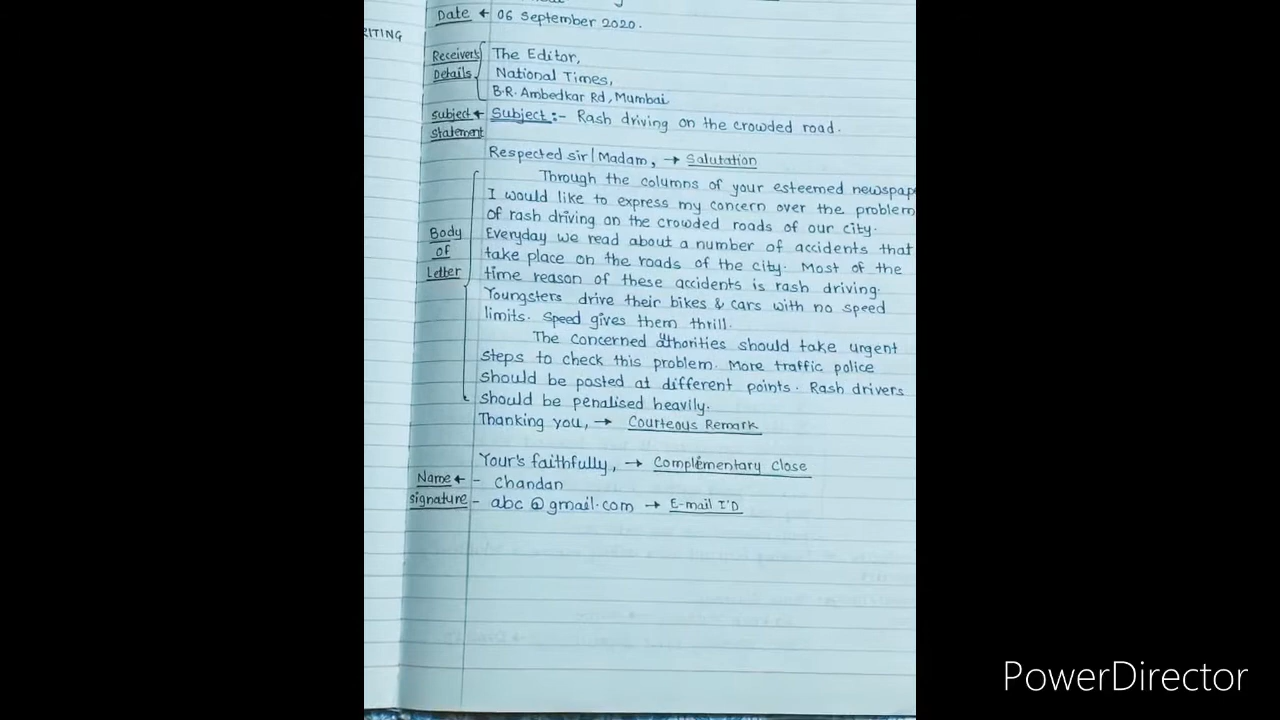 Date ← 06 September 2020.
RITING
Receiver's The Editor,
Details National Times,
B.R. Ambedkar Rd, Mumbai
Subject ← Subject :- Rash driving on the crowded road.
Statement
Respected sir/Madam, → Salutation
Through the columns of your esteemed newspap
I would like to express my concern over the problem
of rash driving on the crowded roads of our city.
Body Everyday we read about a number of accidents that
of take place on the roads of the city. Most of the
Letter time reason of these accidents is rash driving.
Youngsters drive their bikes & cars with no speed
limits. Speed gives them thrill.
The concerned authorities should take urgent
steps to check this problem. More traffic police
should be posted at different points. Rash drivers
should be penalised heavily.
Thanking you, → Courteous Remark
Your's faithfully, → Complementary close
Name ← - Chandan
signature - abc@gmail.com → E-mail I'D
PowerDirector